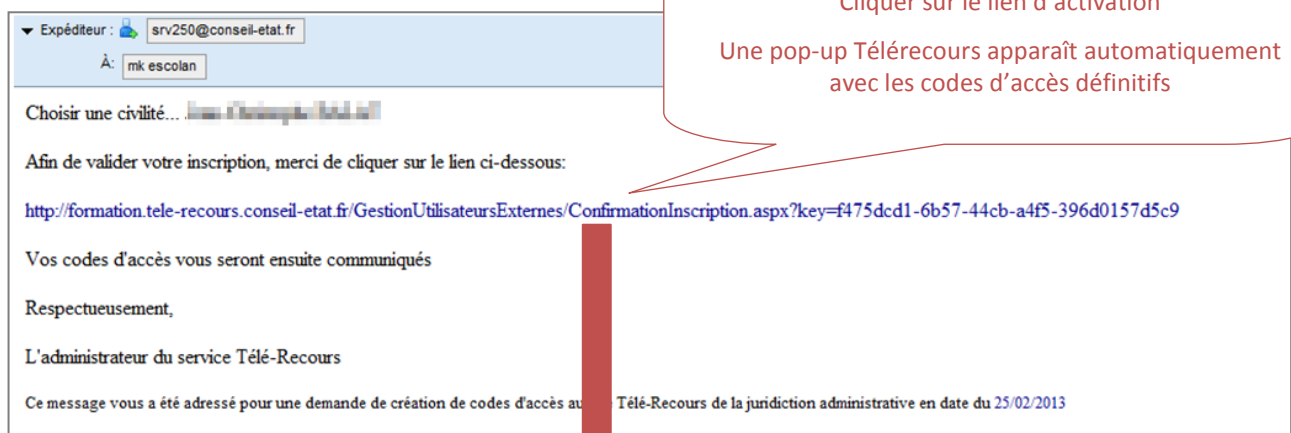 Cliquer sur le lien d'activation
Une pop-up Télérecours apparaît automatiquement
avec les codes d'accès définitifs
Expéditeur : srv250@conseil-etat.fr
À: mk escolan
Choisir une civilité...
Afin de valider votre inscription, merci de cliquer sur le lien ci-dessous:
http://formation.tele-recours.conseil-etat.fr/GestionUtilisateursExternes/ConfirmationInscription.aspx?key=f475dcd1-6b57-44cb-a4f5-396d0157d5c9
Vos codes d'accès vous seront ensuite communiqués
Respectueusement,
L'administrateur du service Télé-Recours
Ce message vous a été adressé pour une demande de création de codes d'accès Télé-Recours de la juridiction administrative en date du 25/02/2013